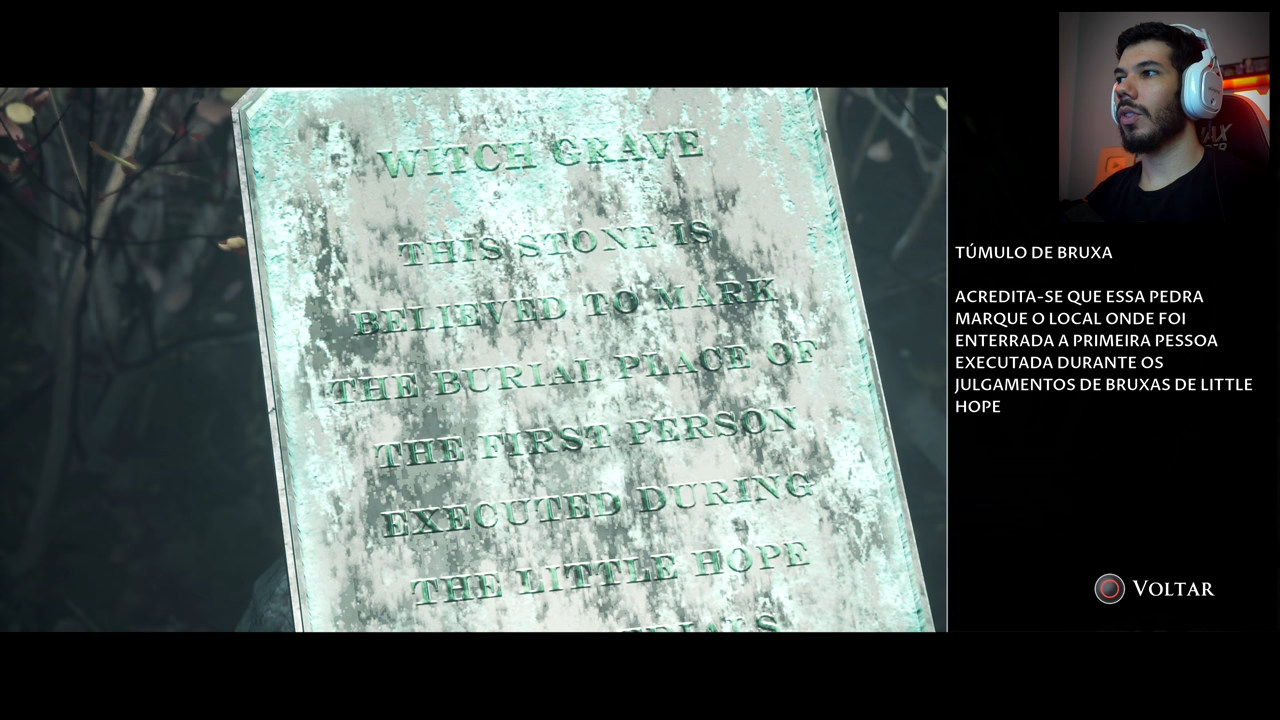 WITCH GRAVE
THIS STONE IS
BELIEVED TO MARK
THE BURIAL PLACE OF
THE FIRST PERSON
EXECUTED DURING
THE LITTLE HOPE
TRIALS
TÚMULO DE BRUXA
ACREDITA-SE QUE ESSA PEDRA
MARQUE O LOCAL ONDE FOI
ENTERRADA A PRIMEIRA PESSOA
EXECUTADA DURANTE OS
JULGAMENTOS DE BRUXAS DE LITTLE
HOPE
VOLTAR